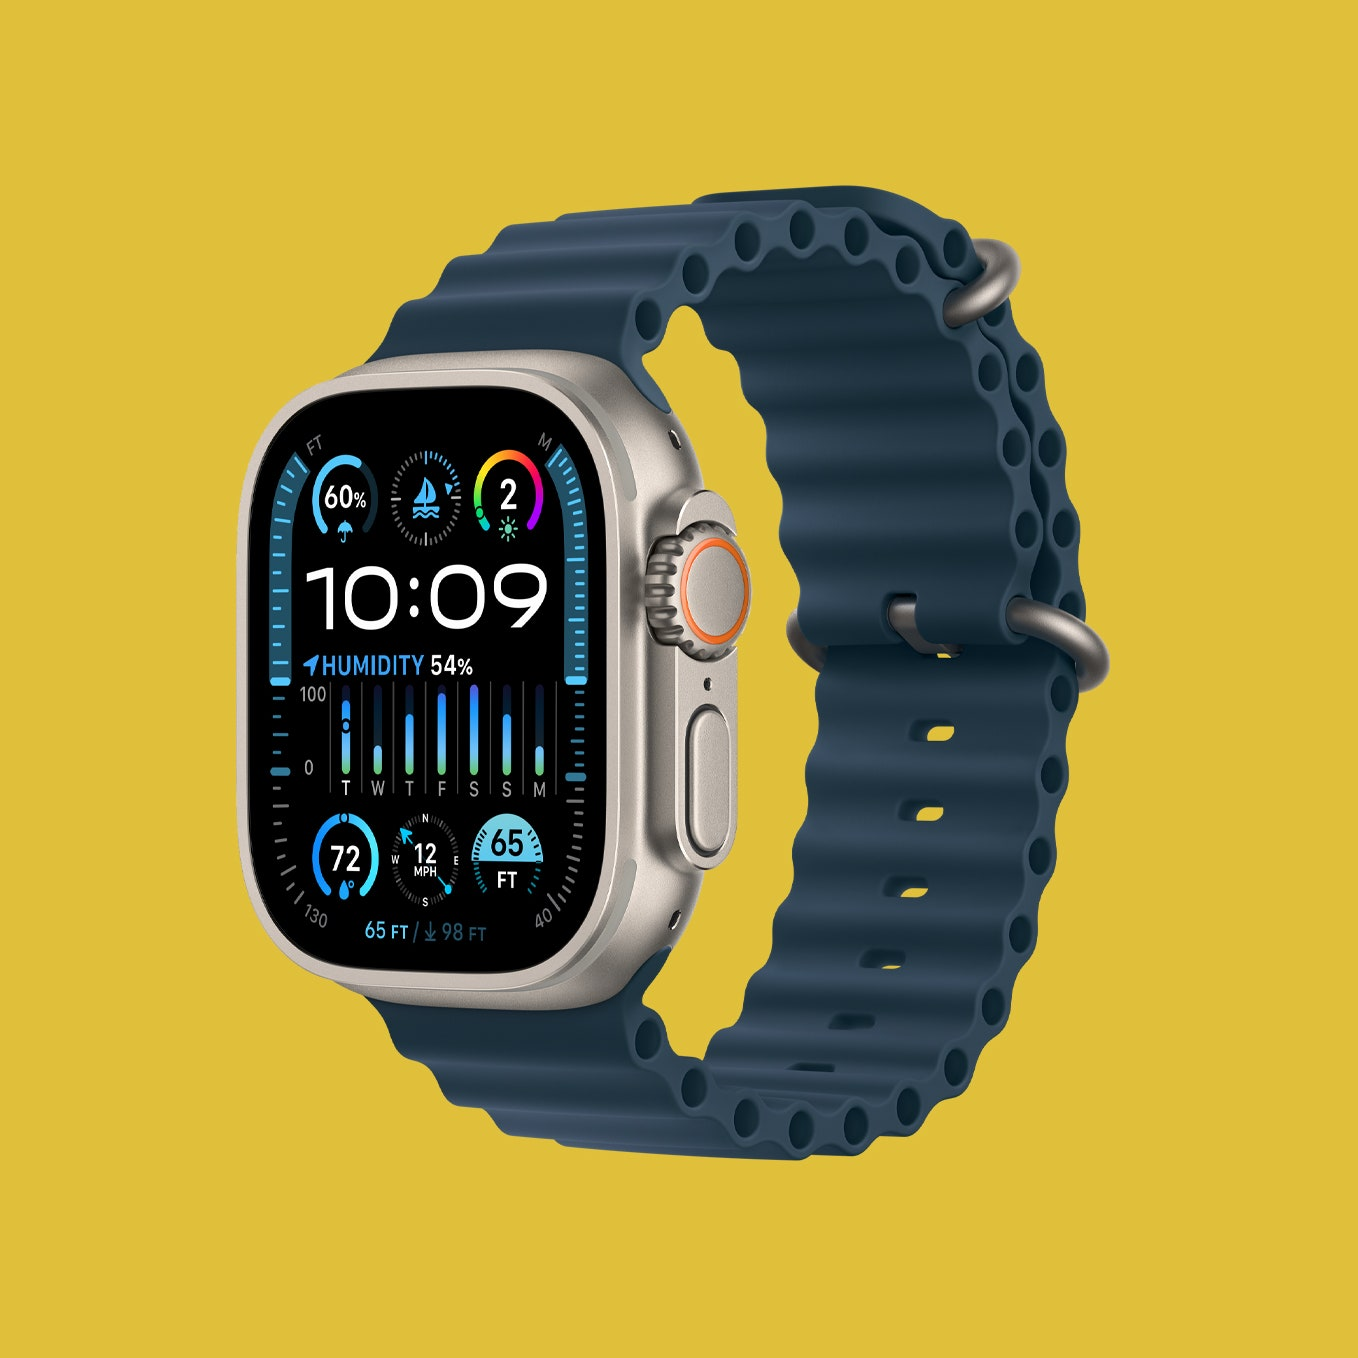 FT M
60% 2
10:09
HUMIDITY 54%
100
0
T W T F S S M
72
N
W 12 E
MPH
S
65
FT
130 40
65 FT / 98 FT